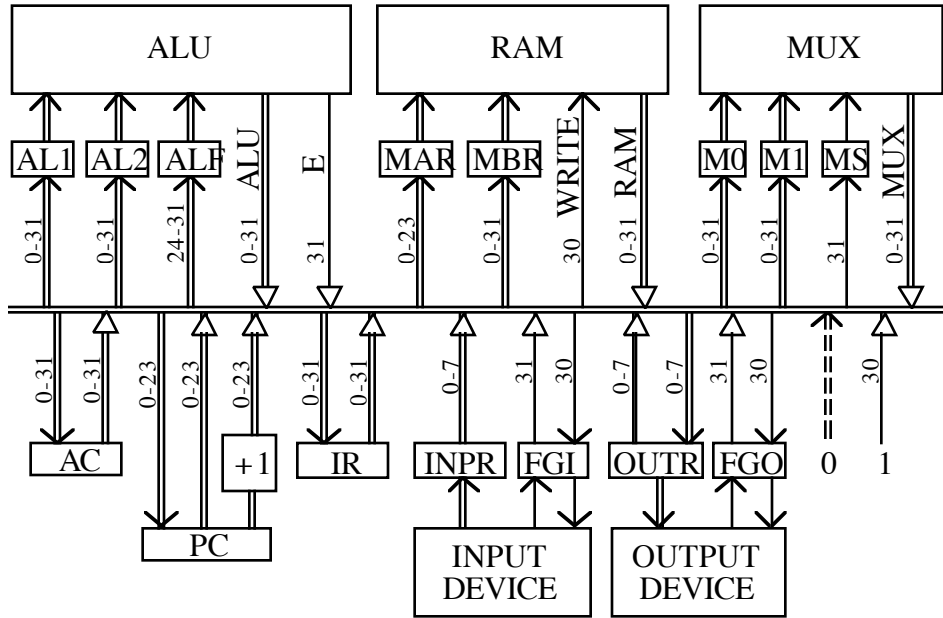 ALU RAM MUX
AL1 AL2 ALF ALU E MAR MBR WRITE RAM M0 M1 MS MUX
0-31 0-31 24-31 0-31 31 0-23 0-31 30 0-31 0-31 0-31 31 0-31
0-31 0-31 0-23 0-23 0-23 0-31 0-31 0-7 31 30 0-7 0-7 31 30 30
AC +1 IR INPR FGI OUTR FGO 0 1
PC INPUT DEVICE OUTPUT DEVICE